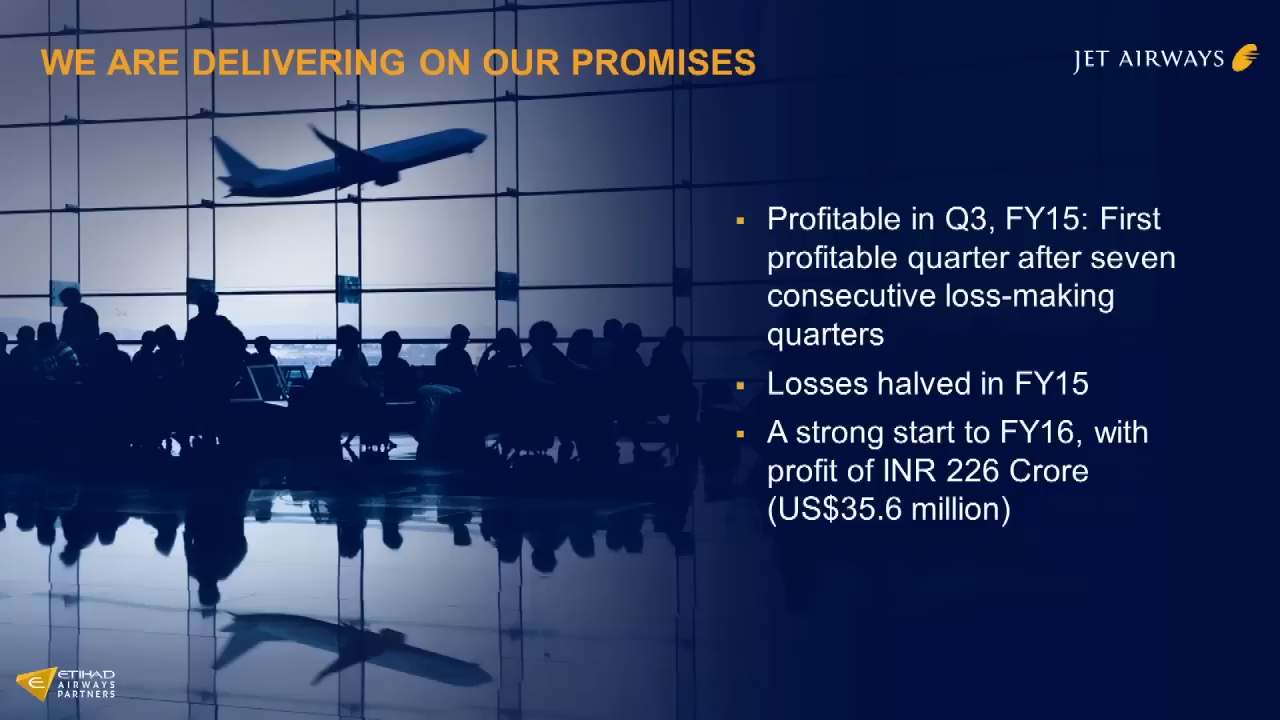 WE ARE DELIVERING ON OUR PROMISES
JET AIRWAYS
▪ Profitable in Q3, FY15: First
profitable quarter after seven
consecutive loss-making
quarters
▪ Losses halved in FY15
▪ A strong start to FY16, with
profit of INR 226 Crore
(US$35.6 million)
ETIHAD
AIRWAYS
PARTNERS